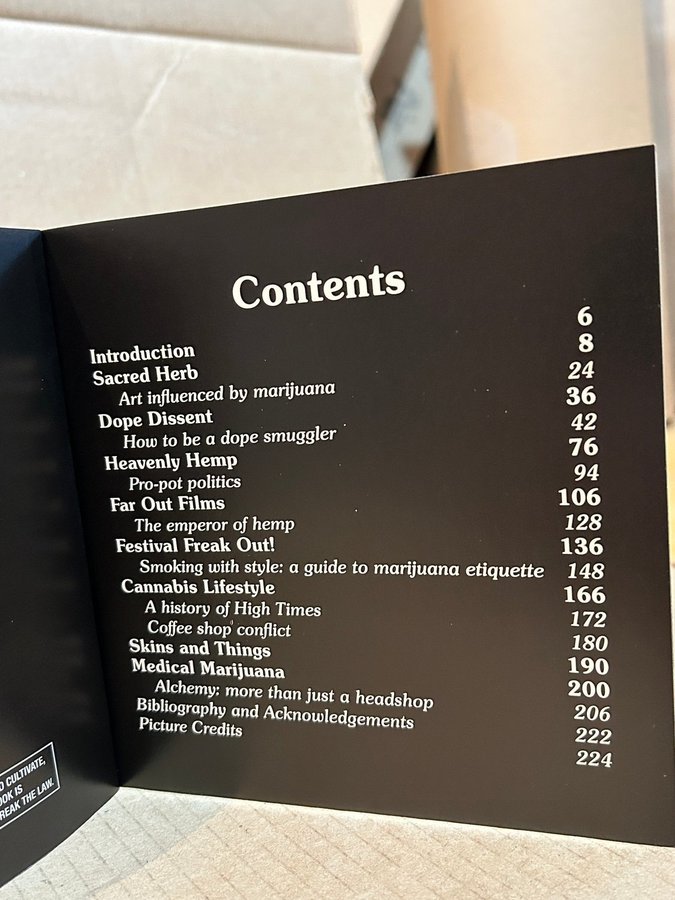 Contents
Introduction 6
Sacred Herb 8
Art influenced by marijuana 24
Dope Dissent 36
How to be a dope smuggler 42
Heavenly Hemp 76
Pro-pot politics 94
Far Out Films 106
The emperor of hemp 128
Festival Freak Out! 136
Smoking with style: a guide to marijuana etiquette 148
Cannabis Lifestyle 166
A history of High Times 172
Coffee shop conflict 180
Skins and Things 190
Medical Marijuana 200
Alchemy: more than just a headshop 206
Bibliography and Acknowledgements 222
Picture Credits 224
CULTIVATE,
IS
THE LAW.